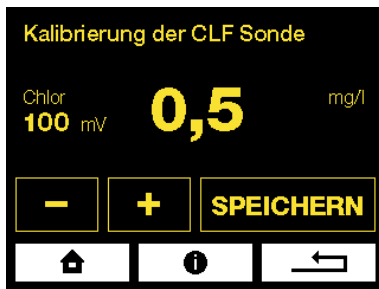 Kalibrierung der CLF Sonde
Chlor
100 mV
0,5
mg/l
− + SPEICHERN